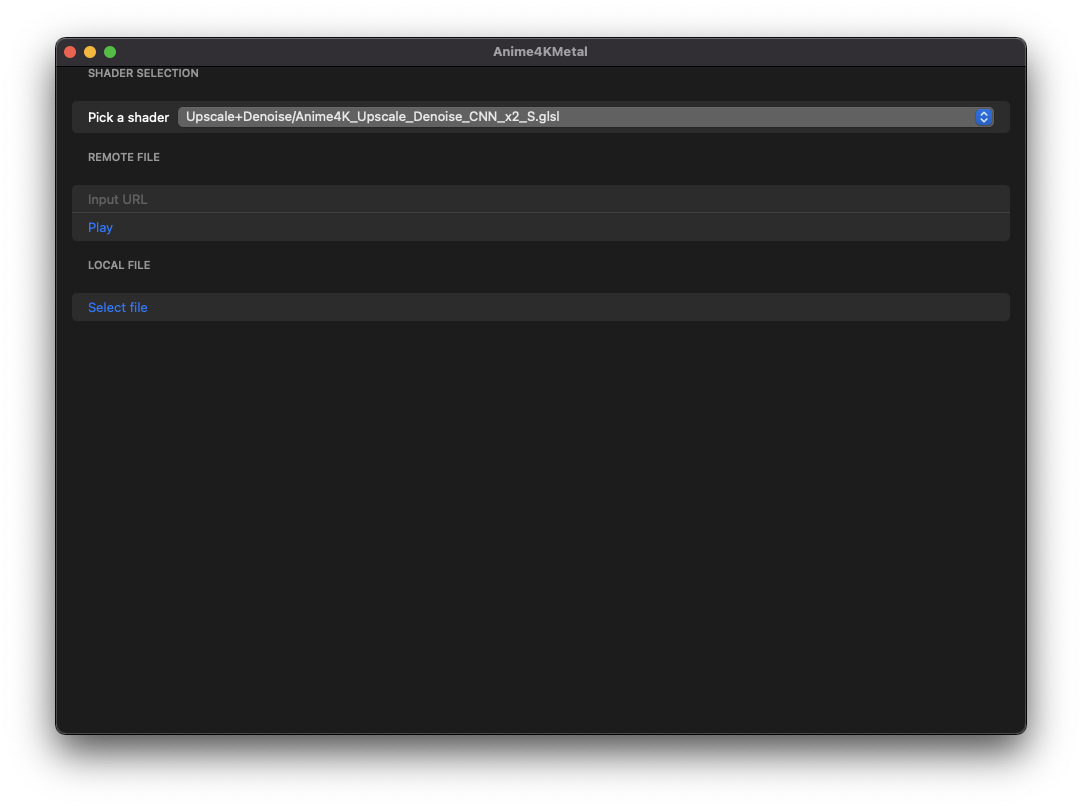 Anime4KMetal
SHADER SELECTION
Pick a shader Upscale+Denoise/Anime4K_Upscale_Denoise_CNN_x2_S.glsl
REMOTE FILE
Input URL
Play
LOCAL FILE
Select file